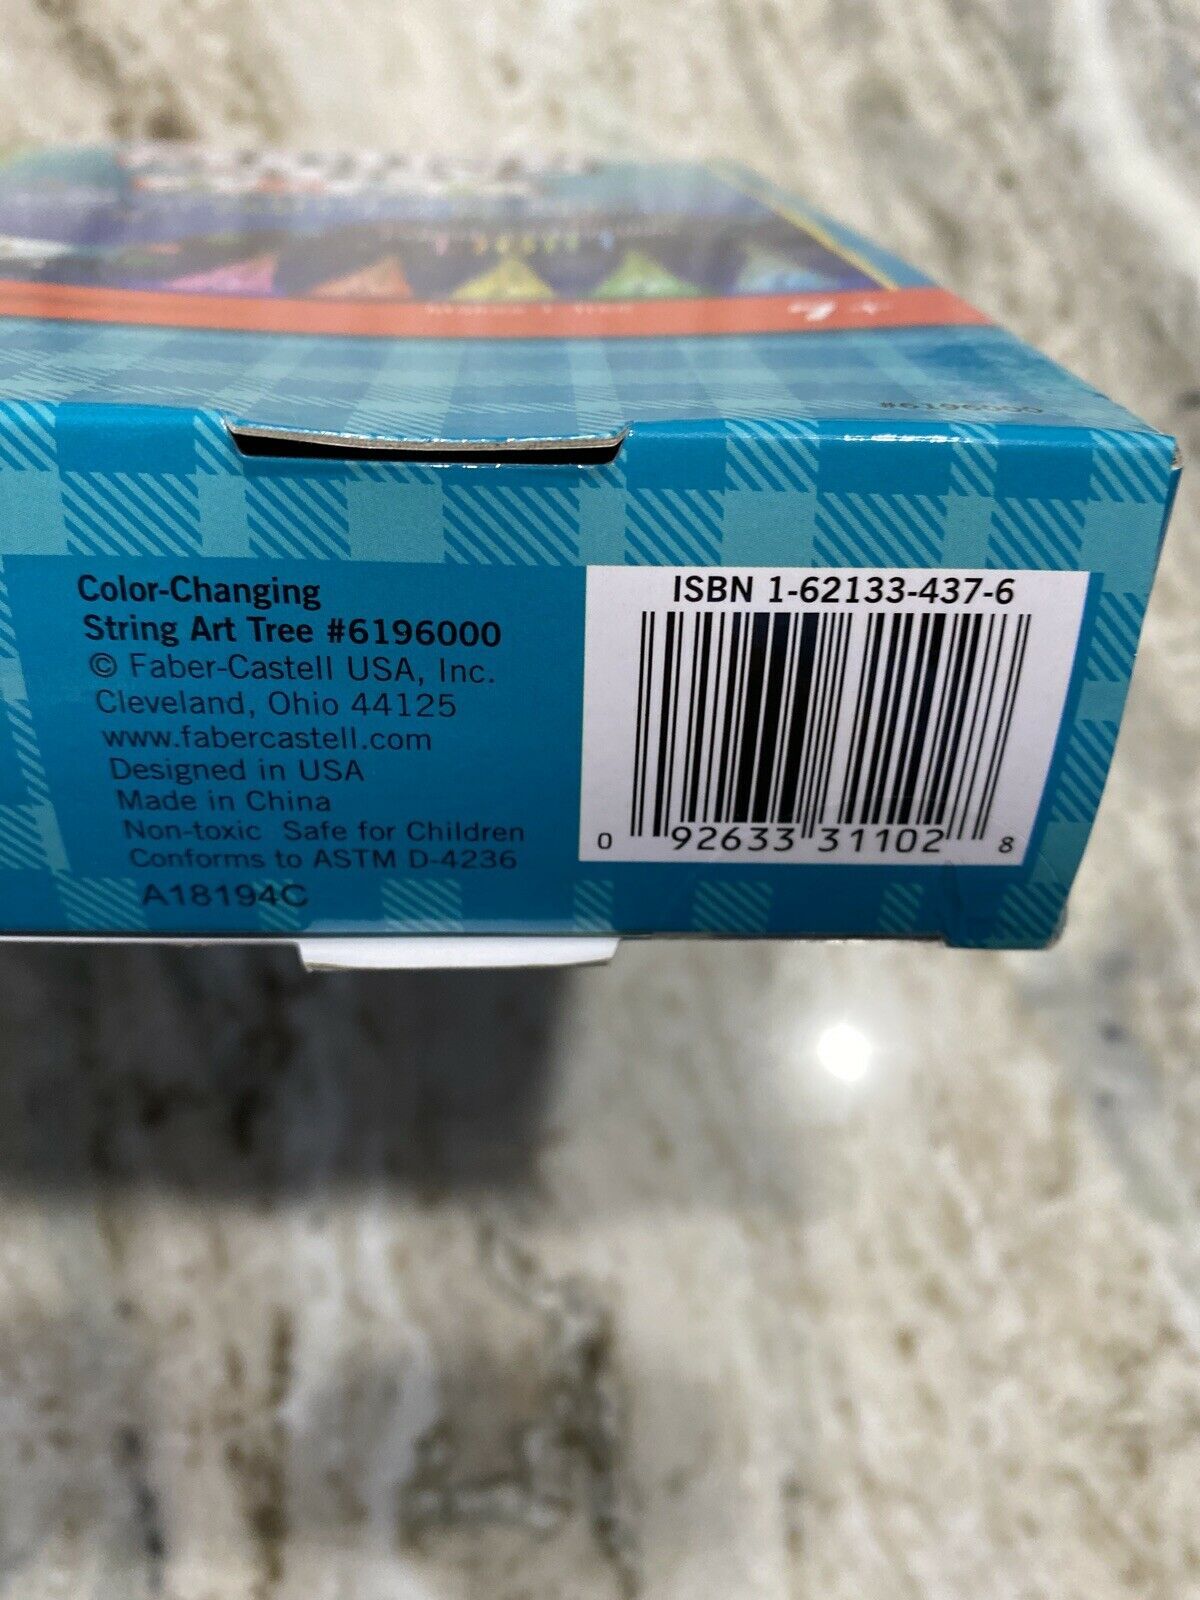 #6196000
Color-Changing
String Art Tree #6196000
© Faber-Castell USA, Inc.
Cleveland, Ohio 44125
www.fabercastell.com
Designed in USA
Made in China
Non-toxic Safe for Children
Conforms to ASTM D-4236
A18194C
ISBN 1-62133-437-6
0 92633 31102 8